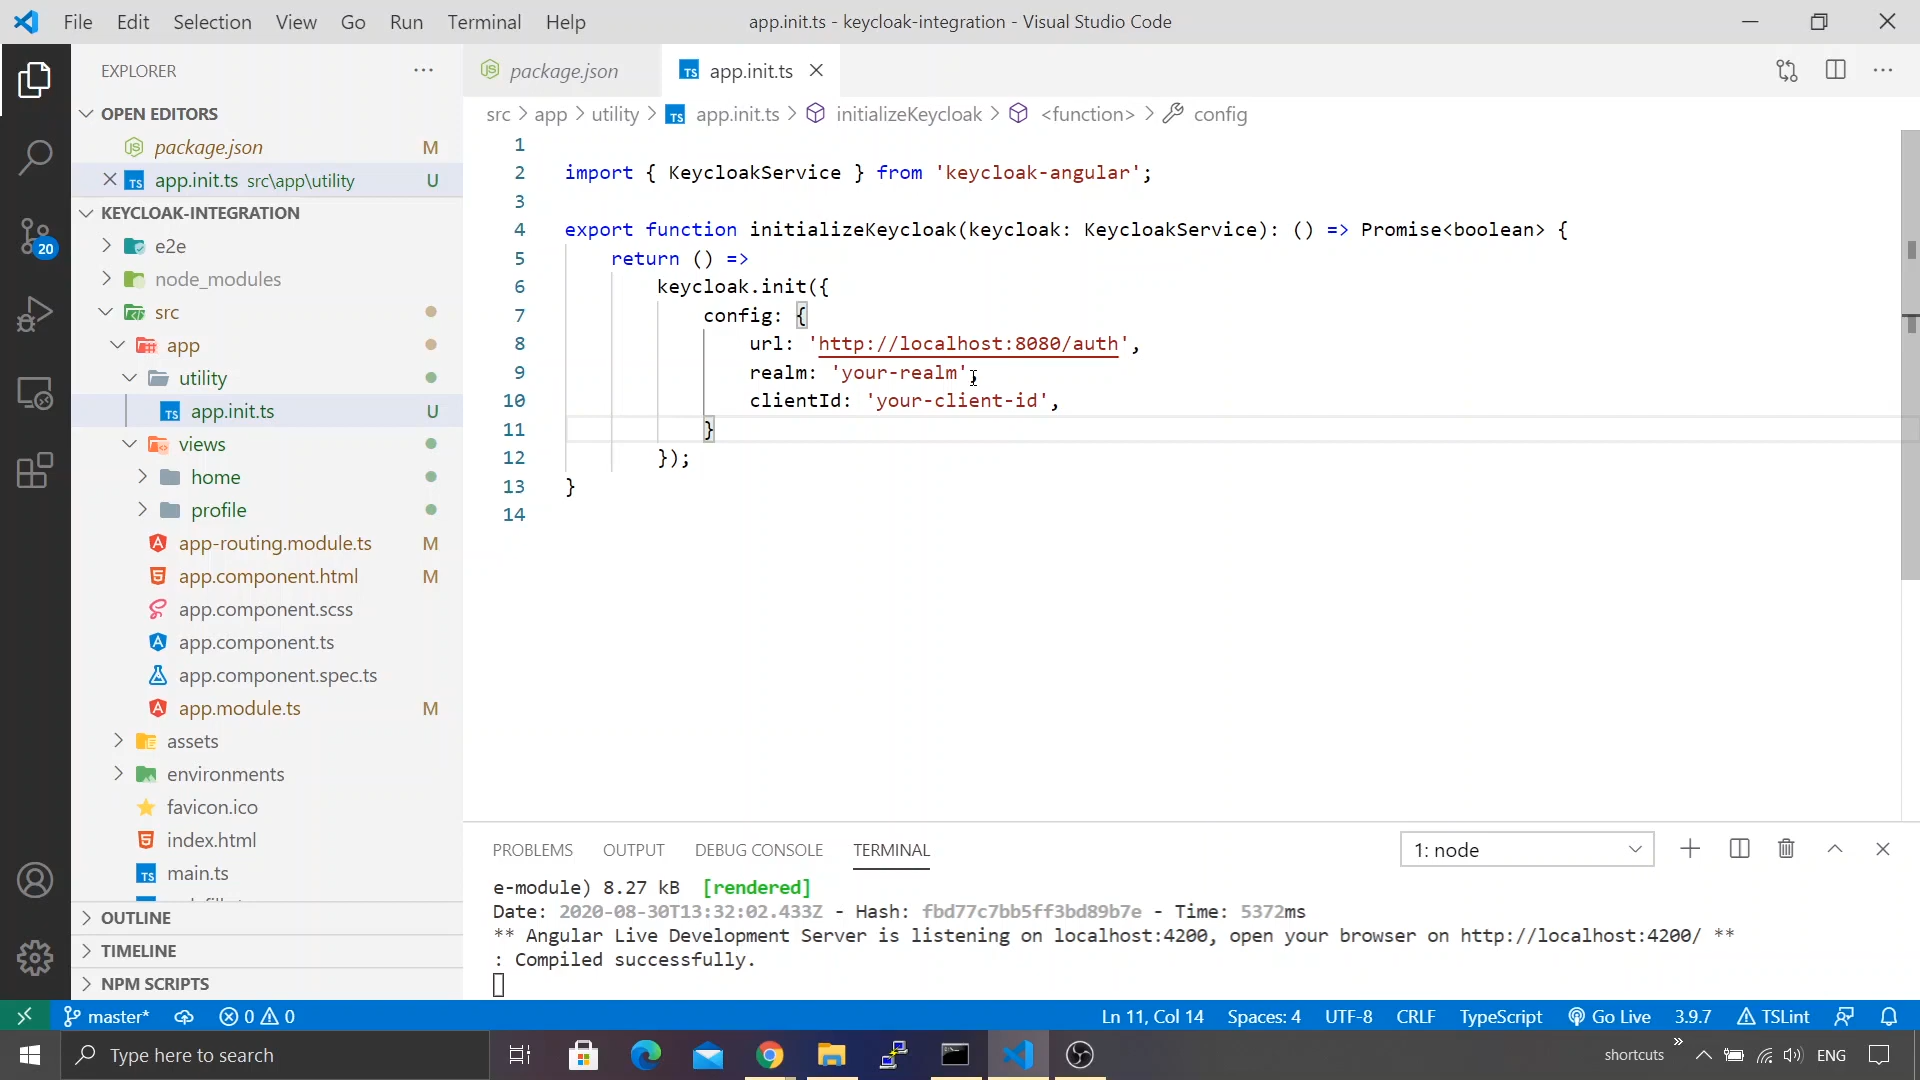 File Edit Selection View Go Run Terminal Help
app.init.ts - keycloak-integration - Visual Studio Code
EXPLORER
OPEN EDITORS
package.json M
app.init.ts src\app\utility U
KEYCLOAK-INTEGRATION
e2e
node_modules
src
app
utility
app.init.ts U
views
home
profile
app-routing.module.ts M
app.component.html M
app.component.scss
app.component.ts
app.component.spec.ts
app.module.ts M
assets
environments
favicon.ico
index.html
main.ts
OUTLINE
TIMELINE
NPM SCRIPTS
20
package.json
app.init.ts
src > app > utility > app.init.ts > initializeKeycloak > <function> > config
1
2 import { KeycloakService } from 'keycloak-angular';
3
4 export function initializeKeycloak(keycloak: KeycloakService): () => Promise<boolean> {
5 return () =>
6 keycloak.init({
7 config: {
8 url: 'http://localhost:8080/auth',
9 realm: 'your-realm',
10 clientId: 'your-client-id',
11 }
12 });
13 }
14
PROBLEMS OUTPUT DEBUG CONSOLE TERMINAL
1: node
e-module) 8.27 kB [rendered]
Date: 2020-08-30T13:32:02.433Z - Hash: fbd77c7bb5ff3bd89b7e - Time: 5372ms
** Angular Live Development Server is listening on localhost:4200, open your browser on http://localhost:4200/ **
: Compiled successfully.
master* 0 0
Ln 11, Col 14 Spaces: 4 UTF-8 CRLF TypeScript Go Live 3.9.7 TSLint
Type here to search
shortcuts » ENG